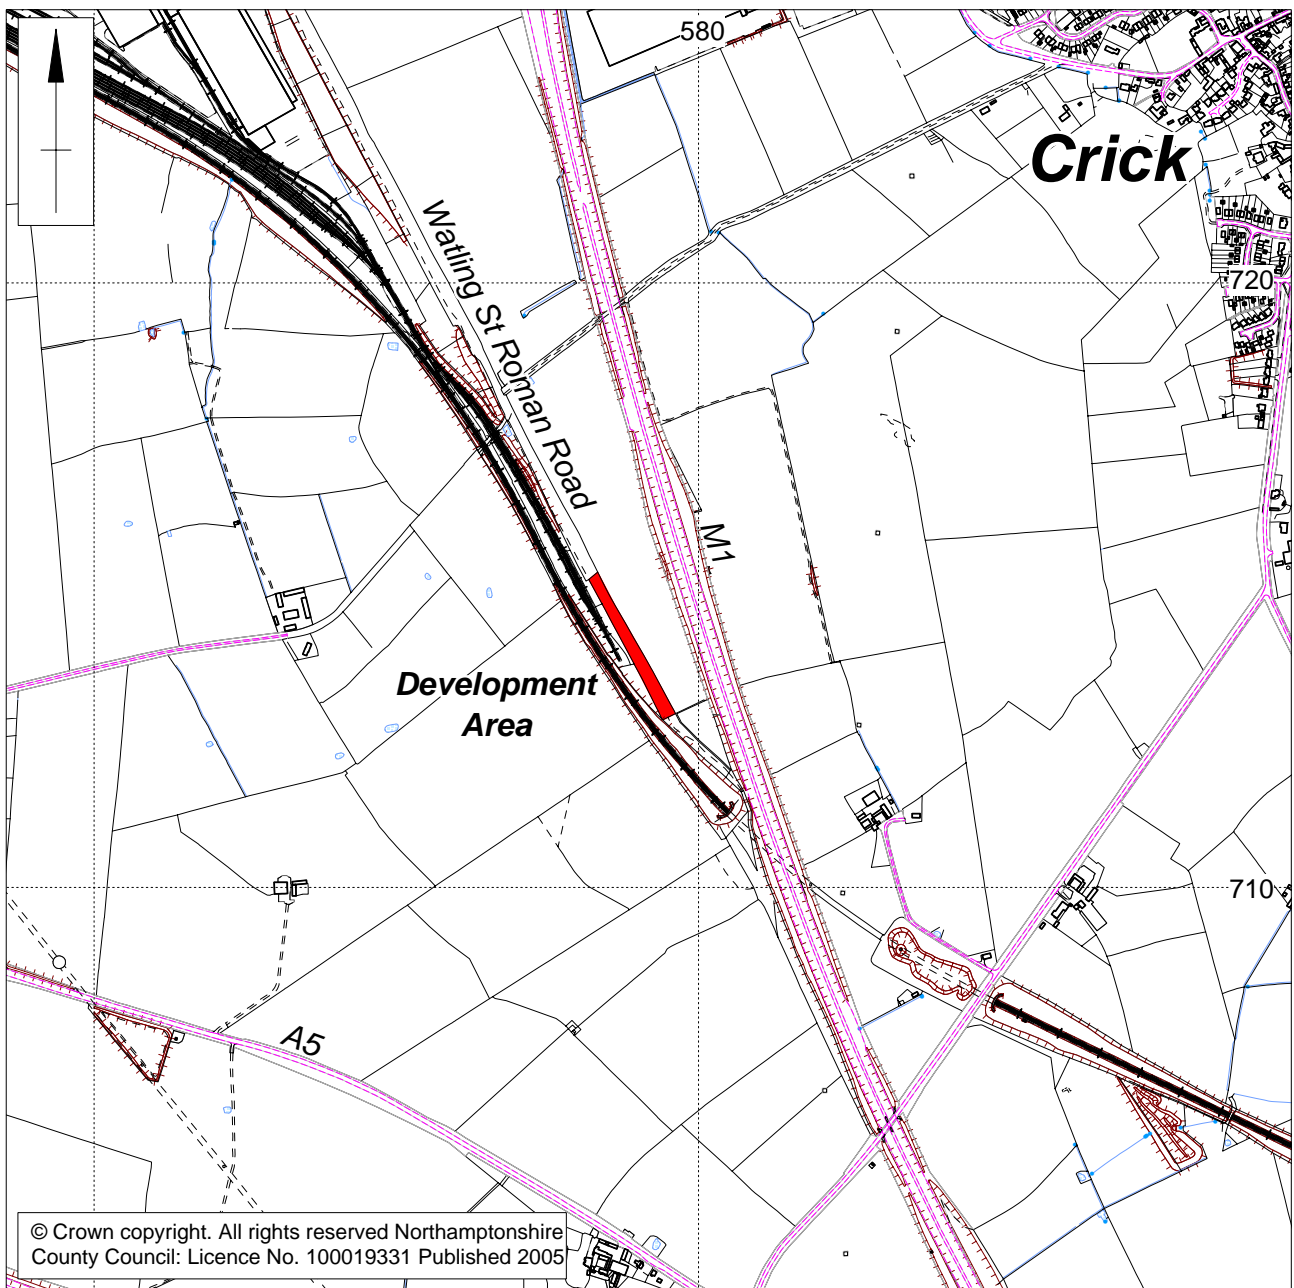 580
Crick
720
Watling St Roman Road
M1
Development
Area
710
A5
© Crown copyright. All rights reserved Northamptonshire
County Council: Licence No. 100019331 Published 2005